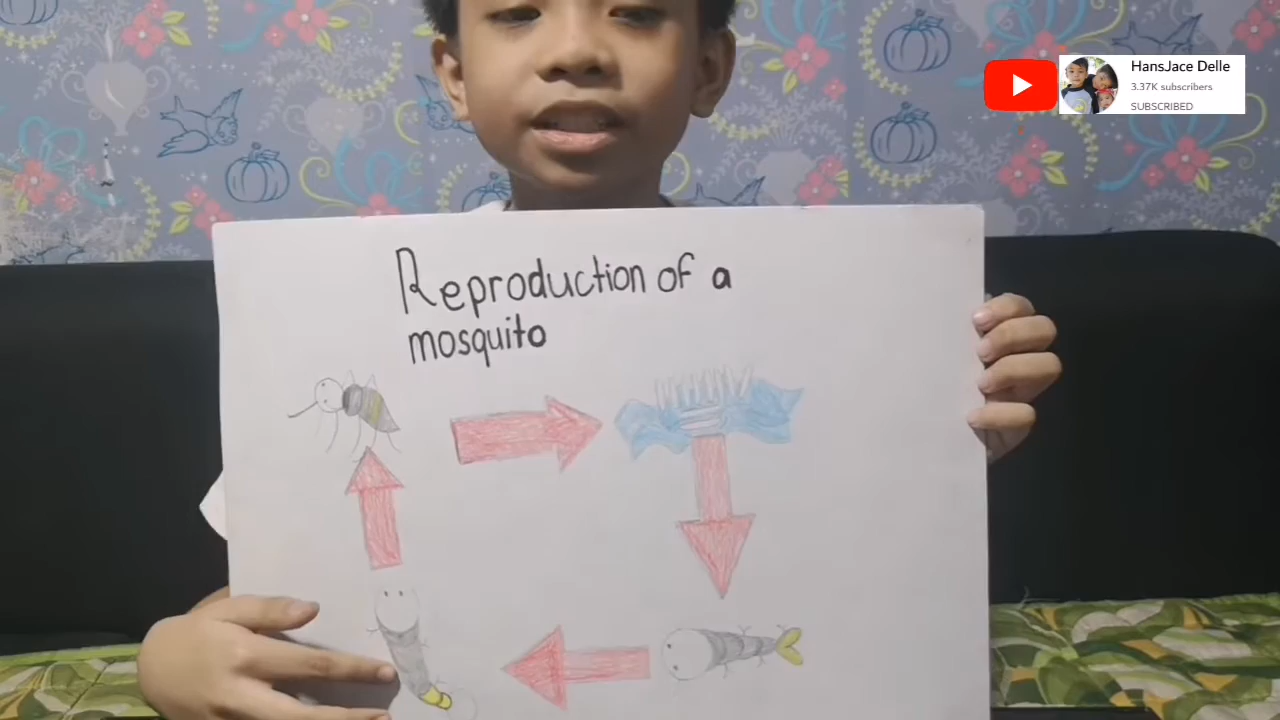 HansJace Delle
3.37K subscribers
SUBSCRIBED
Reproduction of a
mosquito